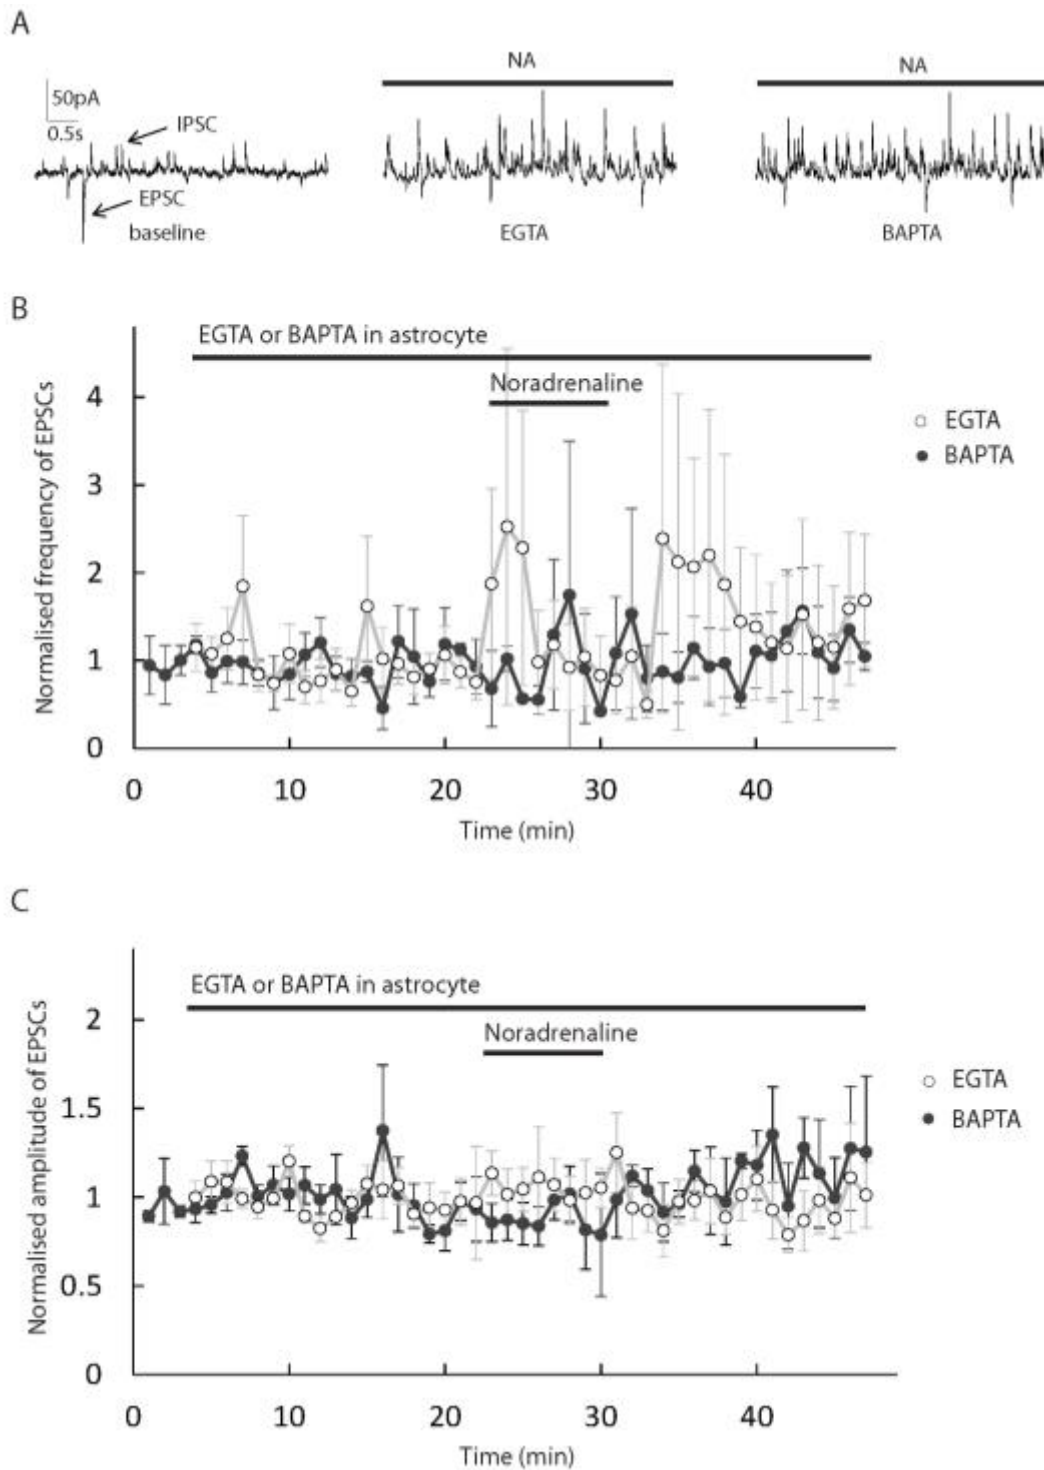 A
NA
NA
50pA
0.5s
IPSC
EPSC
baseline
EGTA
BAPTA
B
EGTA or BAPTA in astrocyte
Noradrenaline
Normalised frequency of EPSCs
4
3
2
1
0
EGTA
BAPTA
0 10 20 30 40
Time (min)
C
EGTA or BAPTA in astrocyte
Noradrenaline
Normalised amplitude of EPSCs
2
1.5
1
0.5
0
EGTA
BAPTA
0 10 20 30 40
Time (min)